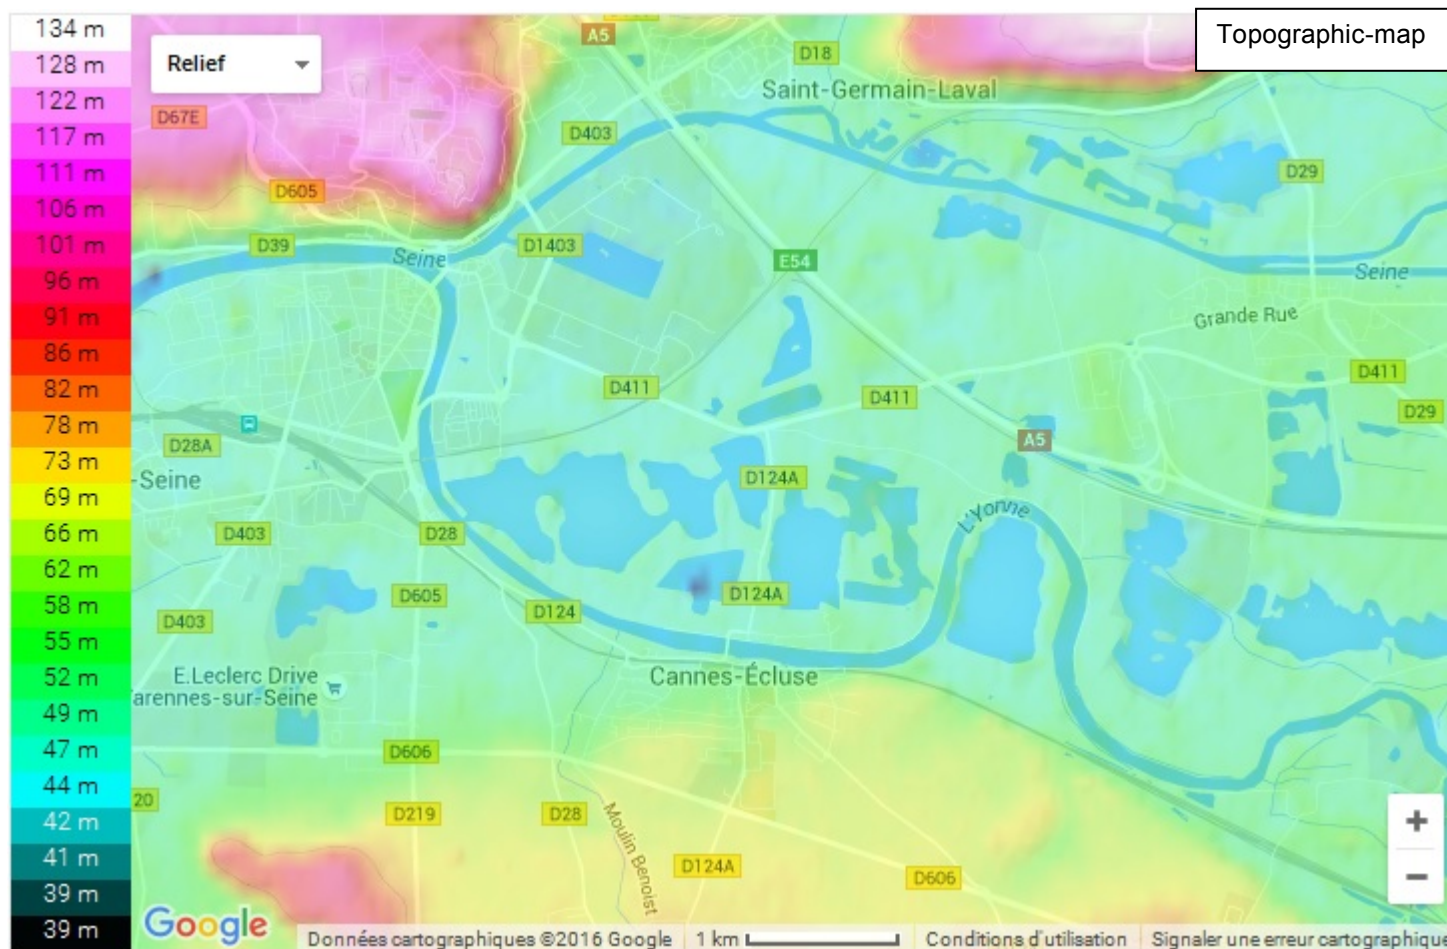 134 m
128 m
122 m
117 m
111 m
106 m
101 m
96 m
91 m
86 m
82 m
78 m
73 m
69 m
66 m
62 m
58 m
55 m
52 m
49 m
47 m
44 m
42 m
41 m
39 m
39 m
Relief
Topographic-map
A5
D18
Saint-Germain-Laval
D67E
D403
D29
D605
D39
Seine
D1403
E54
Seine
Grande Rue
D411
D411
D411
D29
D28A
A5
-Seine
D124A
L'Yonne
D403
D28
D605
D124A
D124
D403
E.Leclerc Drive
arennes-sur-Seine
Cannes-Écluse
D606
20
D219
D28
Moulin Benoist
D124A
D606
+
−
Google
Données cartographiques ©2016 Google
1 km
Conditions d'utilisation
Signaler une erreur cartographique